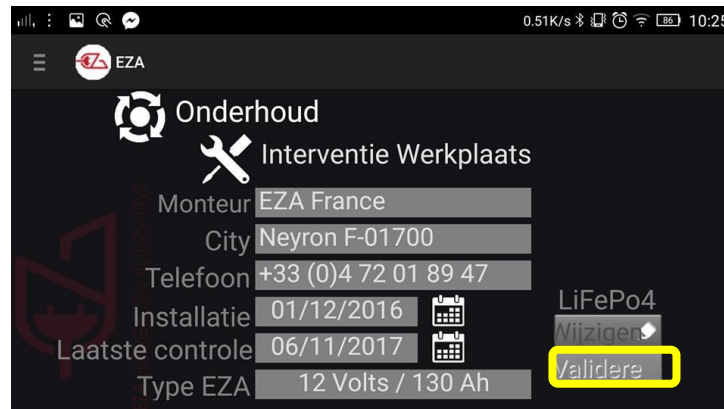 0.51K/s 86 10:25
EZA
Onderhoud
Interventie Werkplaats
Monteur EZA France
City Neyron F-01700
Telefoon +33 (0)4 72 01 89 47
Installatie 01/12/2016
Laatste controle 06/11/2017
Type EZA 12 Volts / 130 Ah
LiFePo4
Wijzigen
Validere